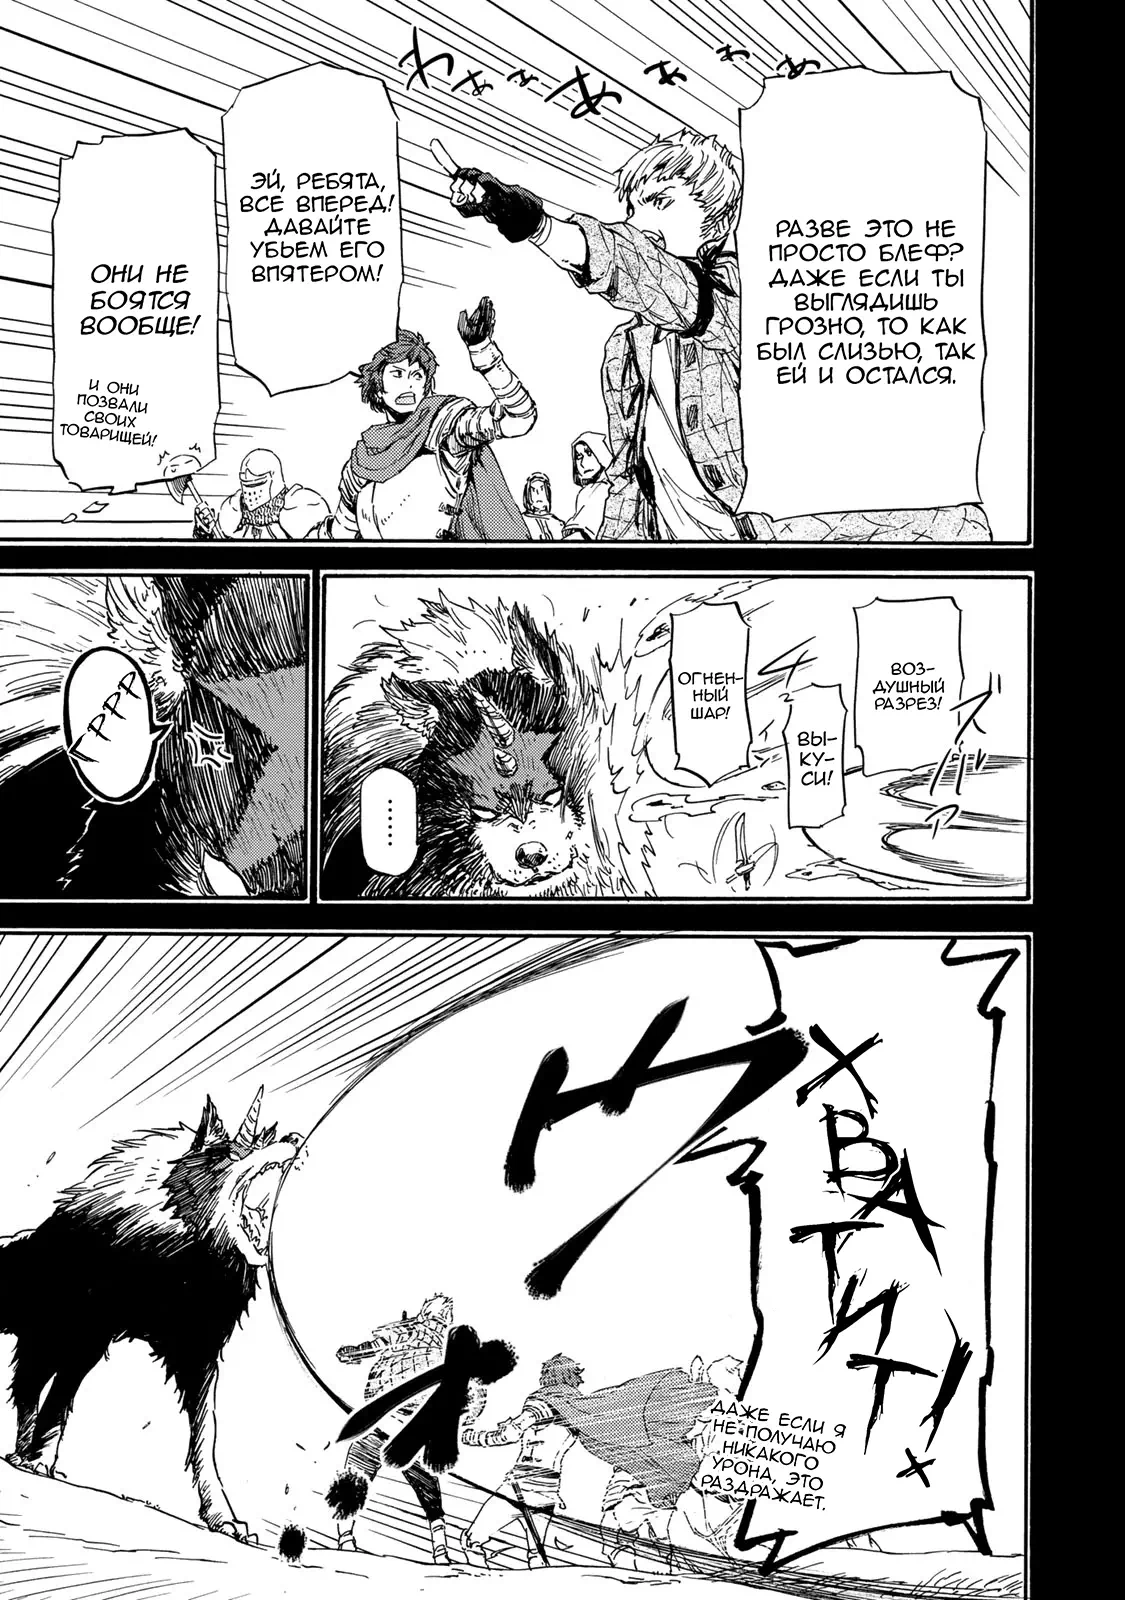 РАЗВЕ ЭТО НЕ
ПРОСТО БЛЕФ?
ДАЖЕ ЕСЛИ ТЫ
ВЫГЛЯДИШЬ
ГРОЗНО, ТО КАК
БЫЛ СЛИЗЬЮ, ТАК
ЕЙ И ОСТАЛСЯ.
ЭЙ, РЕБЯТА,
ВСЕ ВПЕРЕД!
ДАВАЙТЕ
УБЬЕМ ЕГО
ВПЯТЕРОМ!
ОНИ НЕ
БОЯТСЯ
ВООБЩЕ!
И ОНИ
ПОЗВАЛИ
СВОИХ
ТОВАРИЩЕЙ!
ВОЗ-
ДУШНЫЙ
РАЗРЕЗ!
ВЫ-
КУ-
СИ!
ОГНЕН-
НЫЙ
ШАР!
........
ГРРР
ХВАТИТ!
ДАЖЕ ЕСЛИ Я
НЕ ПОЛУЧАЮ
НИКАКОГО
УРОНА, ЭТО
РАЗДРАЖАЕТ.